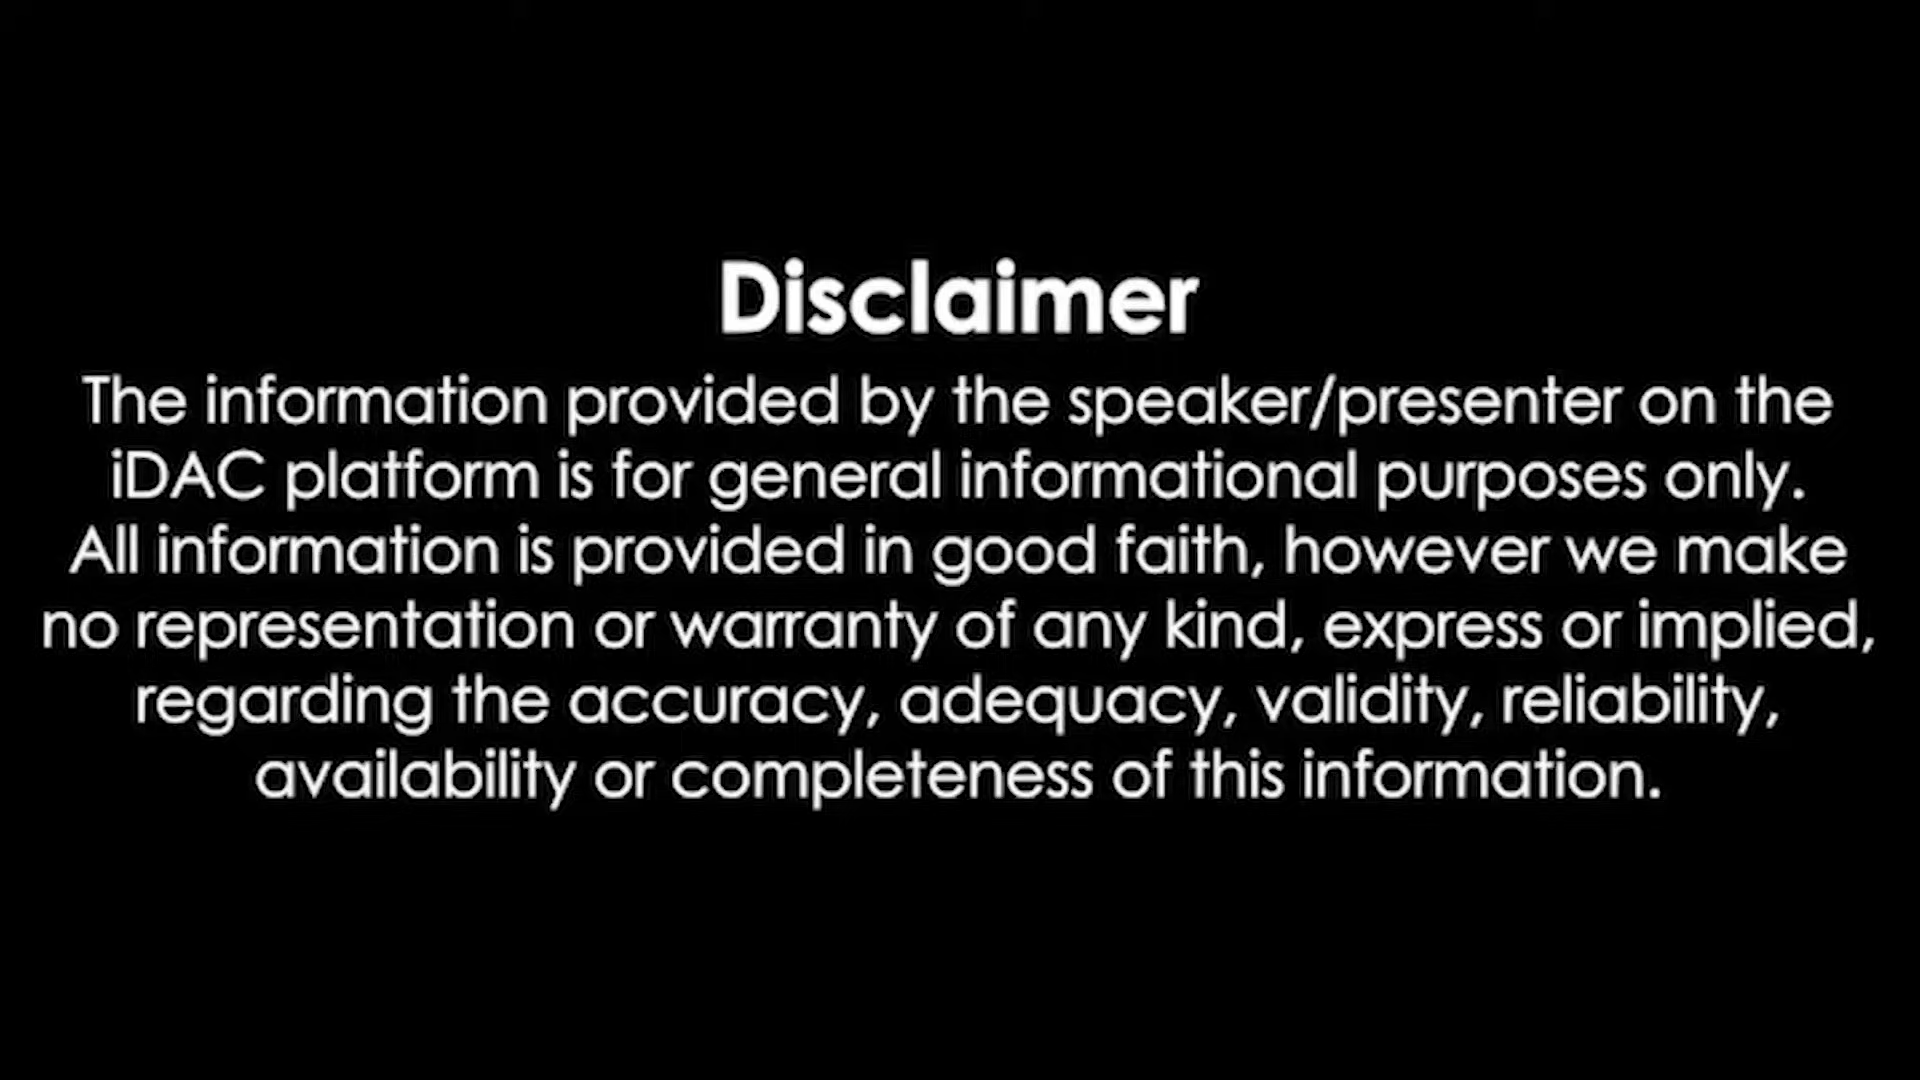 Disclaimer
The information provided by the speaker/presenter on the
iDAC platform is for general informational purposes only.
All information is provided in good faith, however we make
no representation or warranty of any kind, express or implied,
regarding the accuracy, adequacy, validity, reliability,
availability or completeness of this information.